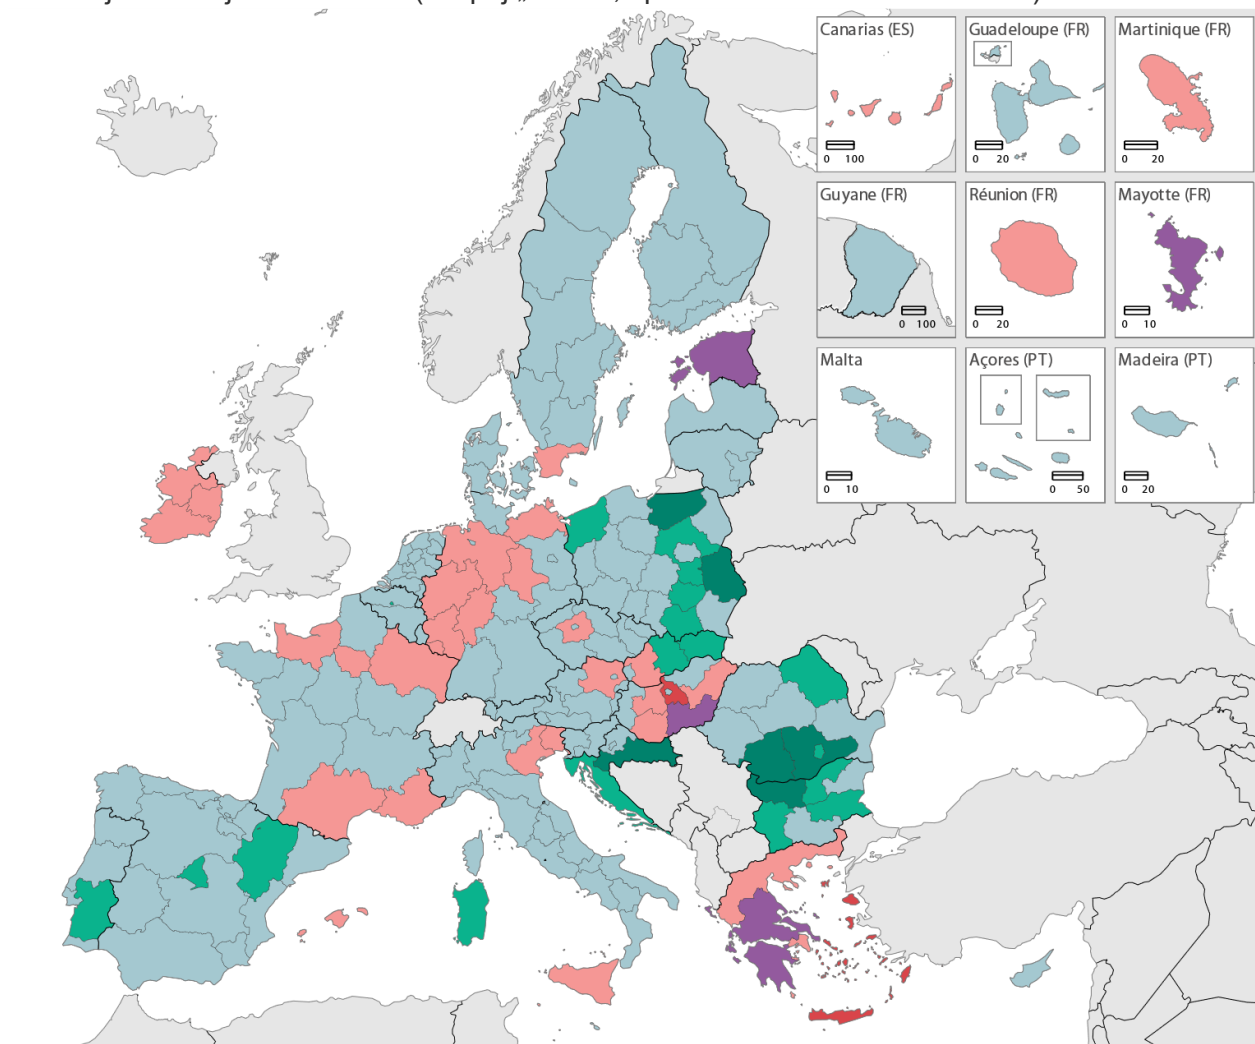 Canarias (ES)
0 100
Guadeloupe (FR)
0 20
Martinique (FR)
0 20
Guyane (FR)
0 100
Réunion (FR)
0 20
Mayotte (FR)
0 10
Malta
0 10
Açores (PT)
0 50
Madeira (PT)
0 20